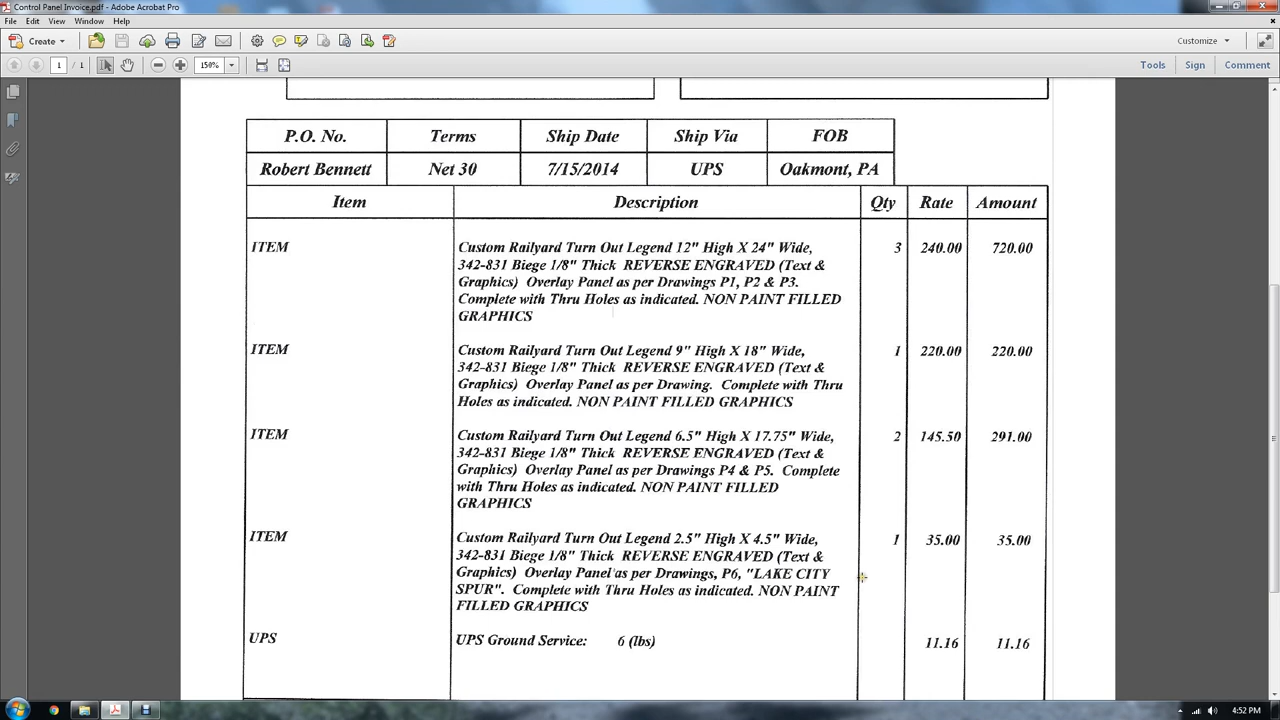 Control Panel Invoice.pdf - Adobe Acrobat Pro
File Edit View Window Help
Create Customize
1 / 1 150% Tools Sign Comment
P.O. No. Terms Ship Date Ship Via FOB
Robert Bennett Net 30 7/15/2014 UPS Oakmont, PA
Item Description Qty Rate Amount
ITEM Custom Railyard Turn Out Legend 12" High X 24" Wide, 3 240.00 720.00
342-831 Biege 1/8" Thick REVERSE ENGRAVED (Text &
Graphics) Overlay Panel as per Drawings P1, P2 & P3.
Complete with Thru Holes as indicated. NON PAINT FILLED
GRAPHICS
ITEM Custom Railyard Turn Out Legend 9" High X 18" Wide, 1 220.00 220.00
342-831 Biege 1/8" Thick REVERSE ENGRAVED (Text &
Graphics) Overlay Panel as per Drawing. Complete with Thru
Holes as indicated. NON PAINT FILLED GRAPHICS
ITEM Custom Railyard Turn Out Legend 6.5" High X 17.75" Wide, 2 145.50 291.00
342-831 Biege 1/8" Thick REVERSE ENGRAVED (Text &
Graphics) Overlay Panel as per Drawings P4 & P5. Complete
with Thru Holes as indicated. NON PAINT FILLED
GRAPHICS
ITEM Custom Railyard Turn Out Legend 2.5" High X 4.5" Wide, 1 35.00 35.00
342-831 Biege 1/8" Thick REVERSE ENGRAVED (Text &
Graphics) Overlay Panel as per Drawings, P6, "LAKE CITY
SPUR". Complete with Thru Holes as indicated. NON PAINT
FILLED GRAPHICS
UPS UPS Ground Service: 6 (lbs) 11.16 11.16
4:52 PM